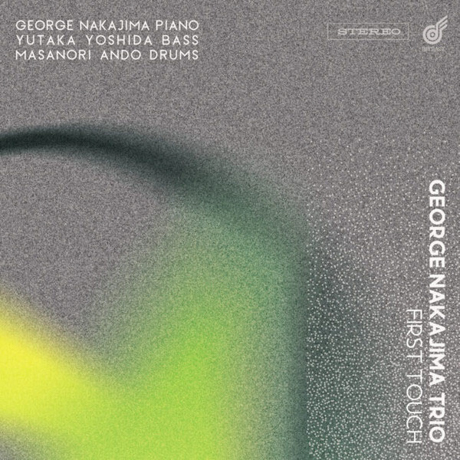 GEORGE NAKAJIMA PIANO
YUTAKA YOSHIDA BASS
MASANORI ANDO DRUMS
STEREO
GEORGE NAKAJIMA TRIO
FIRST TOUCH